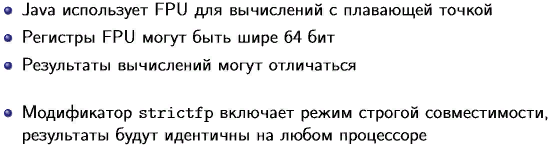 Java использует FPU для вычислений с плавающей точкой
Регистры FPU могут быть шире 64 бит
Результаты вычислений могут отличаться
Модификатор strictfp включает режим строгой совместимости,
результаты будут идентичны на любом процессоре